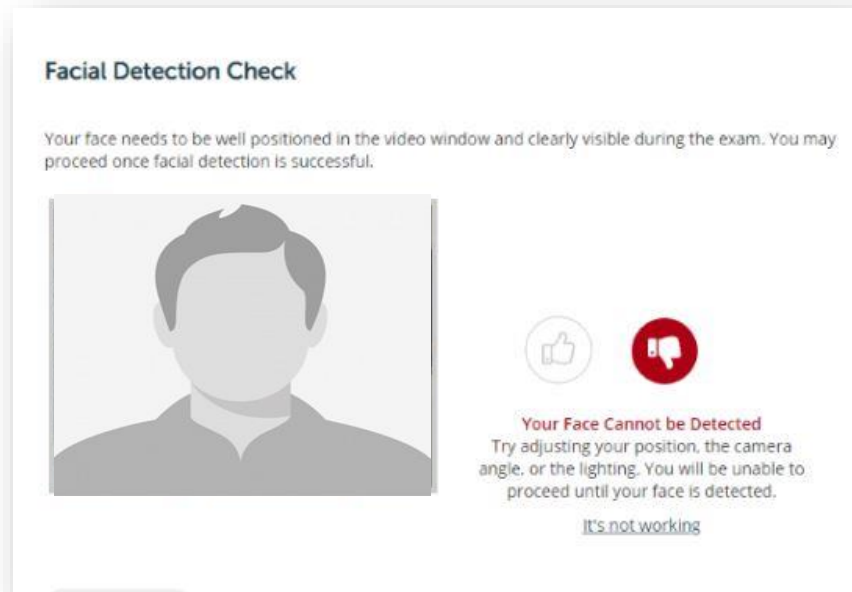 Facial Detection Check
Your face needs to be well positioned in the video window and clearly visible during the exam. You may
proceed once facial detection is successful.
Your Face Cannot be Detected
Try adjusting your position, the camera
angle, or the lighting. You will be unable to
proceed until your face is detected.
It's not working